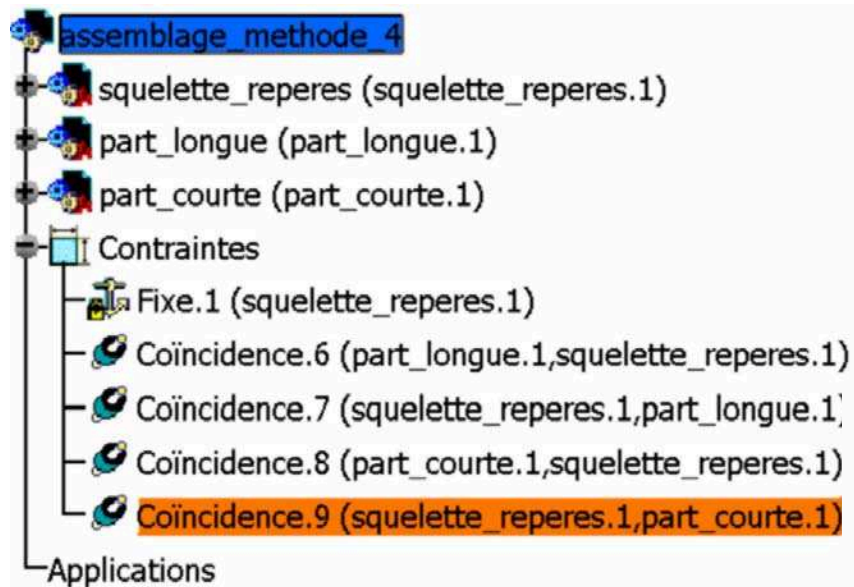 assemblage_methode_4
squelette_reperes (squelette_reperes.1)
part_longue (part_longue.1)
part_courte (part_courte.1)
Contraintes
Fixe.1 (squelette_reperes.1)
Coïncidence.6 (part_longue.1,squelette_reperes.1)
Coïncidence.7 (squelette_reperes.1,part_longue.1)
Coïncidence.8 (part_courte.1,squelette_reperes.1)
Coïncidence.9 (squelette_reperes.1,part_courte.1)
Applications